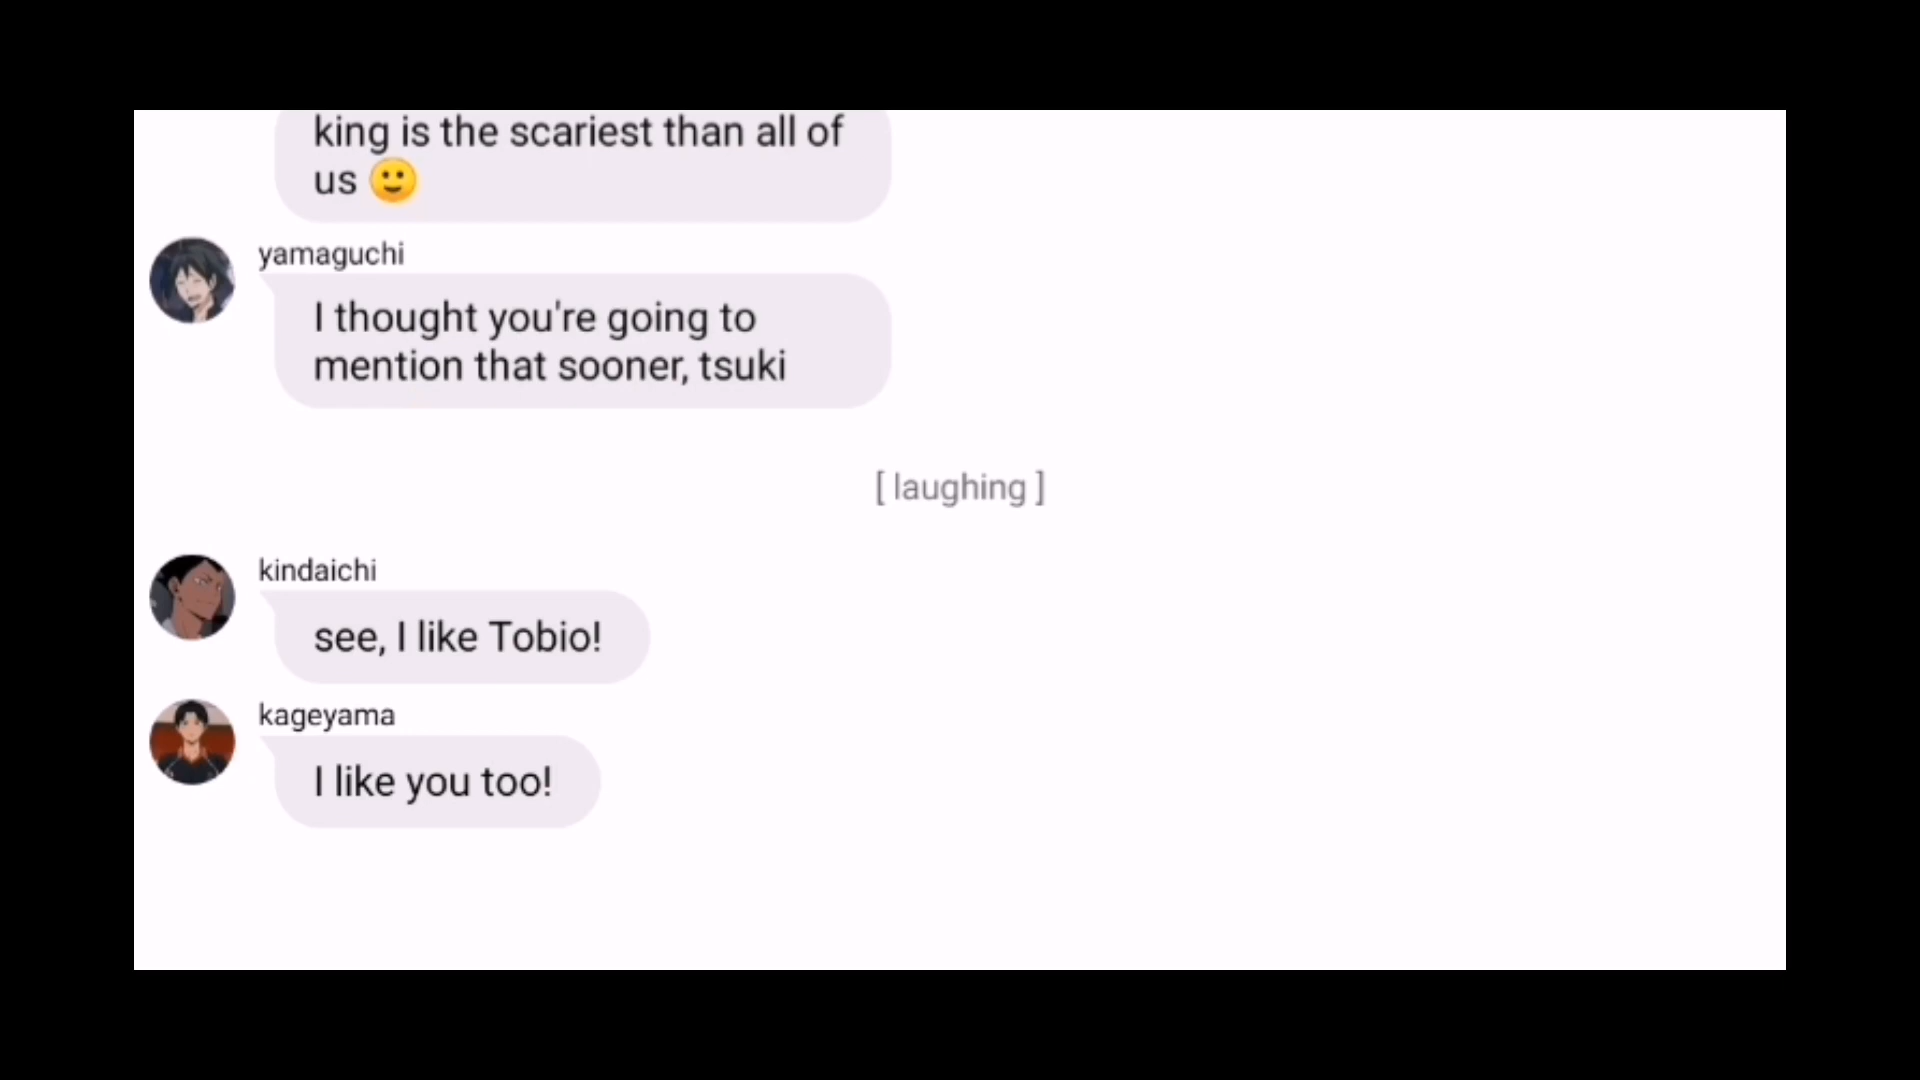 king is the scariest than all of
us 🙂
yamaguchi
I thought you're going to
mention that sooner, tsuki
[ laughing ]
kindaichi
see, I like Tobio!
kageyama
I like you too!